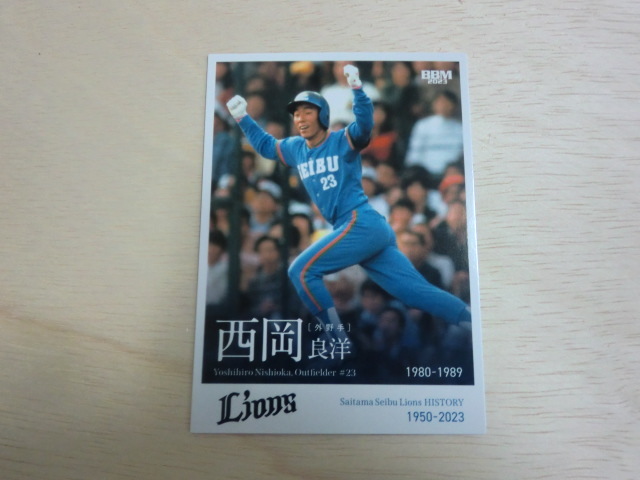 BBM
2023
SEIBU
23
西岡
[外野手]
良洋
Yoshihiro Nishioka, Outfielder #23
1980-1989
Lions
Saitama Seibu Lions HISTORY
1950-2023